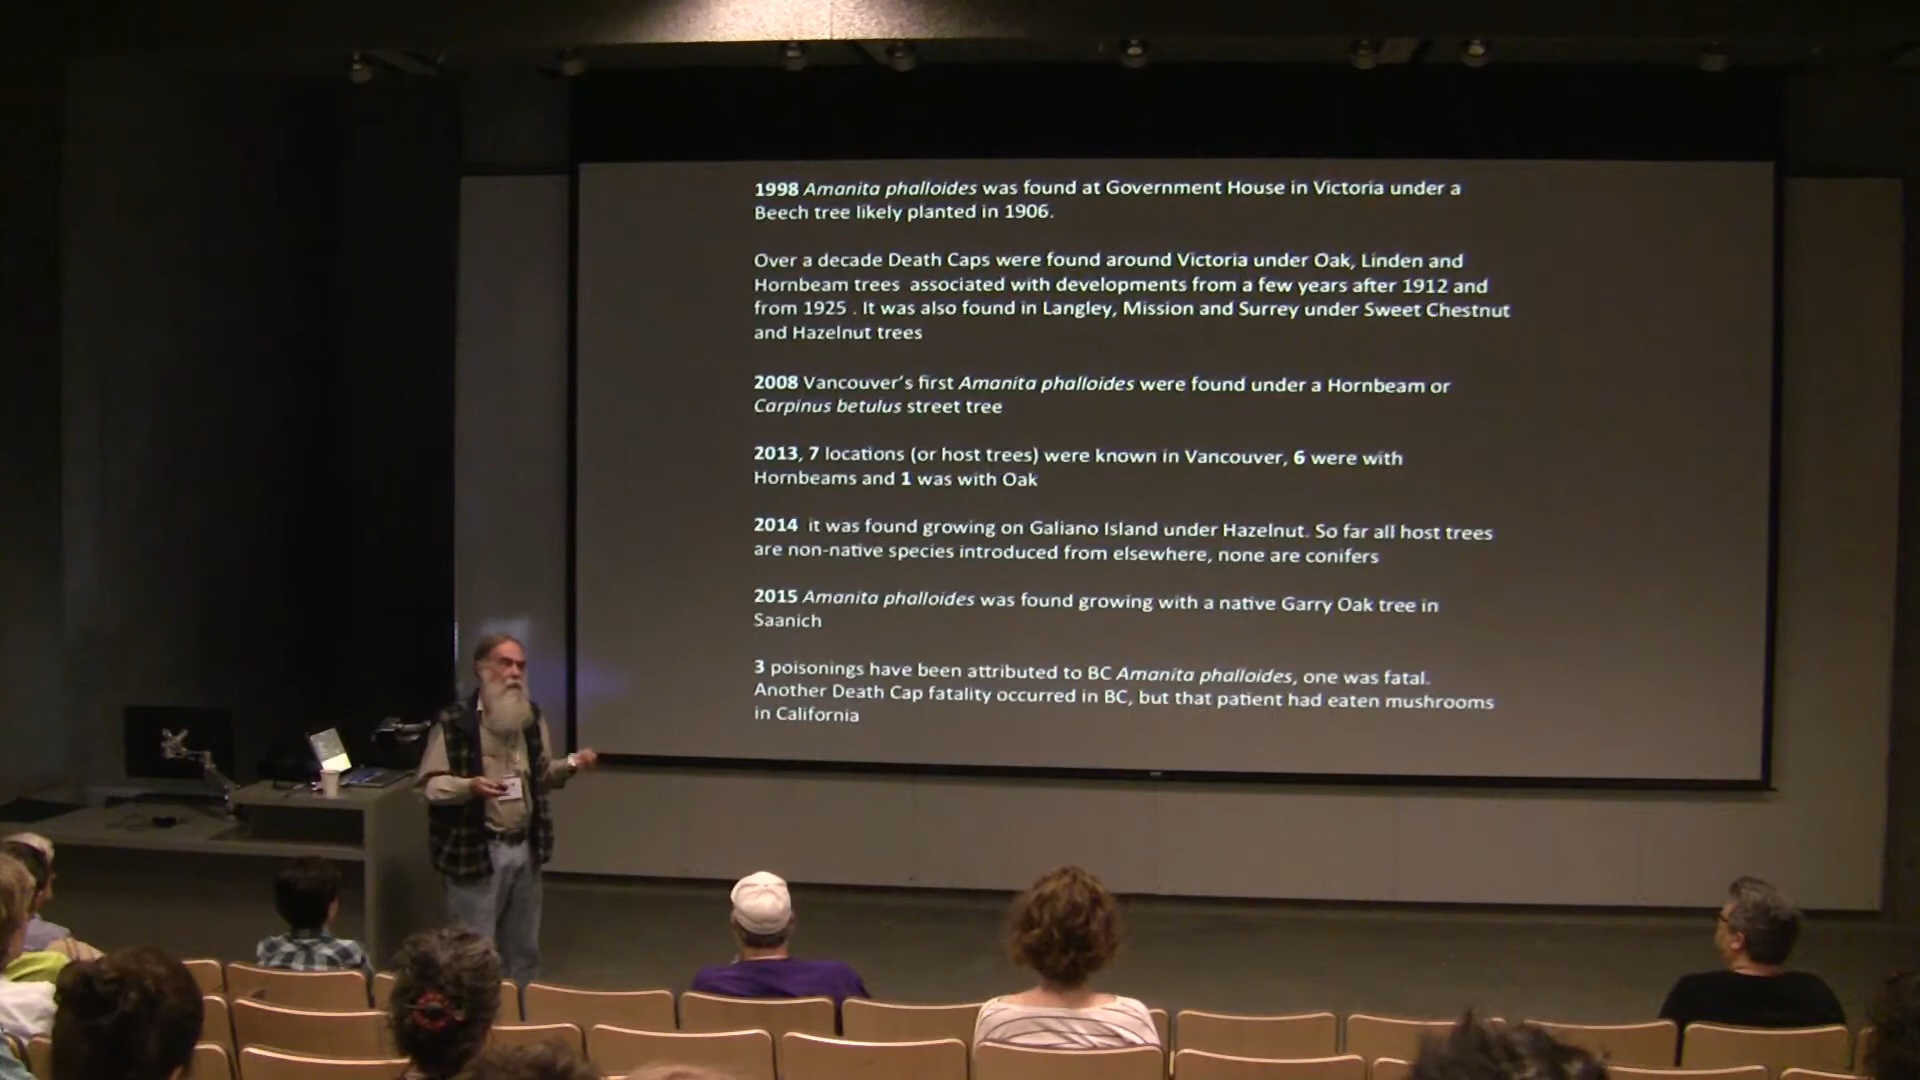 1998 Amanita phalloides was found at Government House in Victoria under a
Beech tree likely planted in 1906.
Over a decade Death Caps were found around Victoria under Oak, Linden and
Hornbeam trees associated with developments from a few years after 1912 and
from 1925 . It was also found in Langley, Mission and Surrey under Sweet Chestnut
and Hazelnut trees
2008 Vancouver's first Amanita phalloides were found under a Hornbeam or
Carpinus betulus street tree
2013, 7 locations (or host trees) were known in Vancouver, 6 were with
Hornbeams and 1 was with Oak
2014 it was found growing on Galiano Island under Hazelnut. So far all host trees
are non-native species introduced from elsewhere, none are conifers
2015 Amanita phalloides was found growing with a native Garry Oak tree in
Saanich
3 poisonings have been attributed to BC Amanita phalloides, one was fatal.
Another Death Cap fatality occurred in BC, but that patient had eaten mushrooms
in California